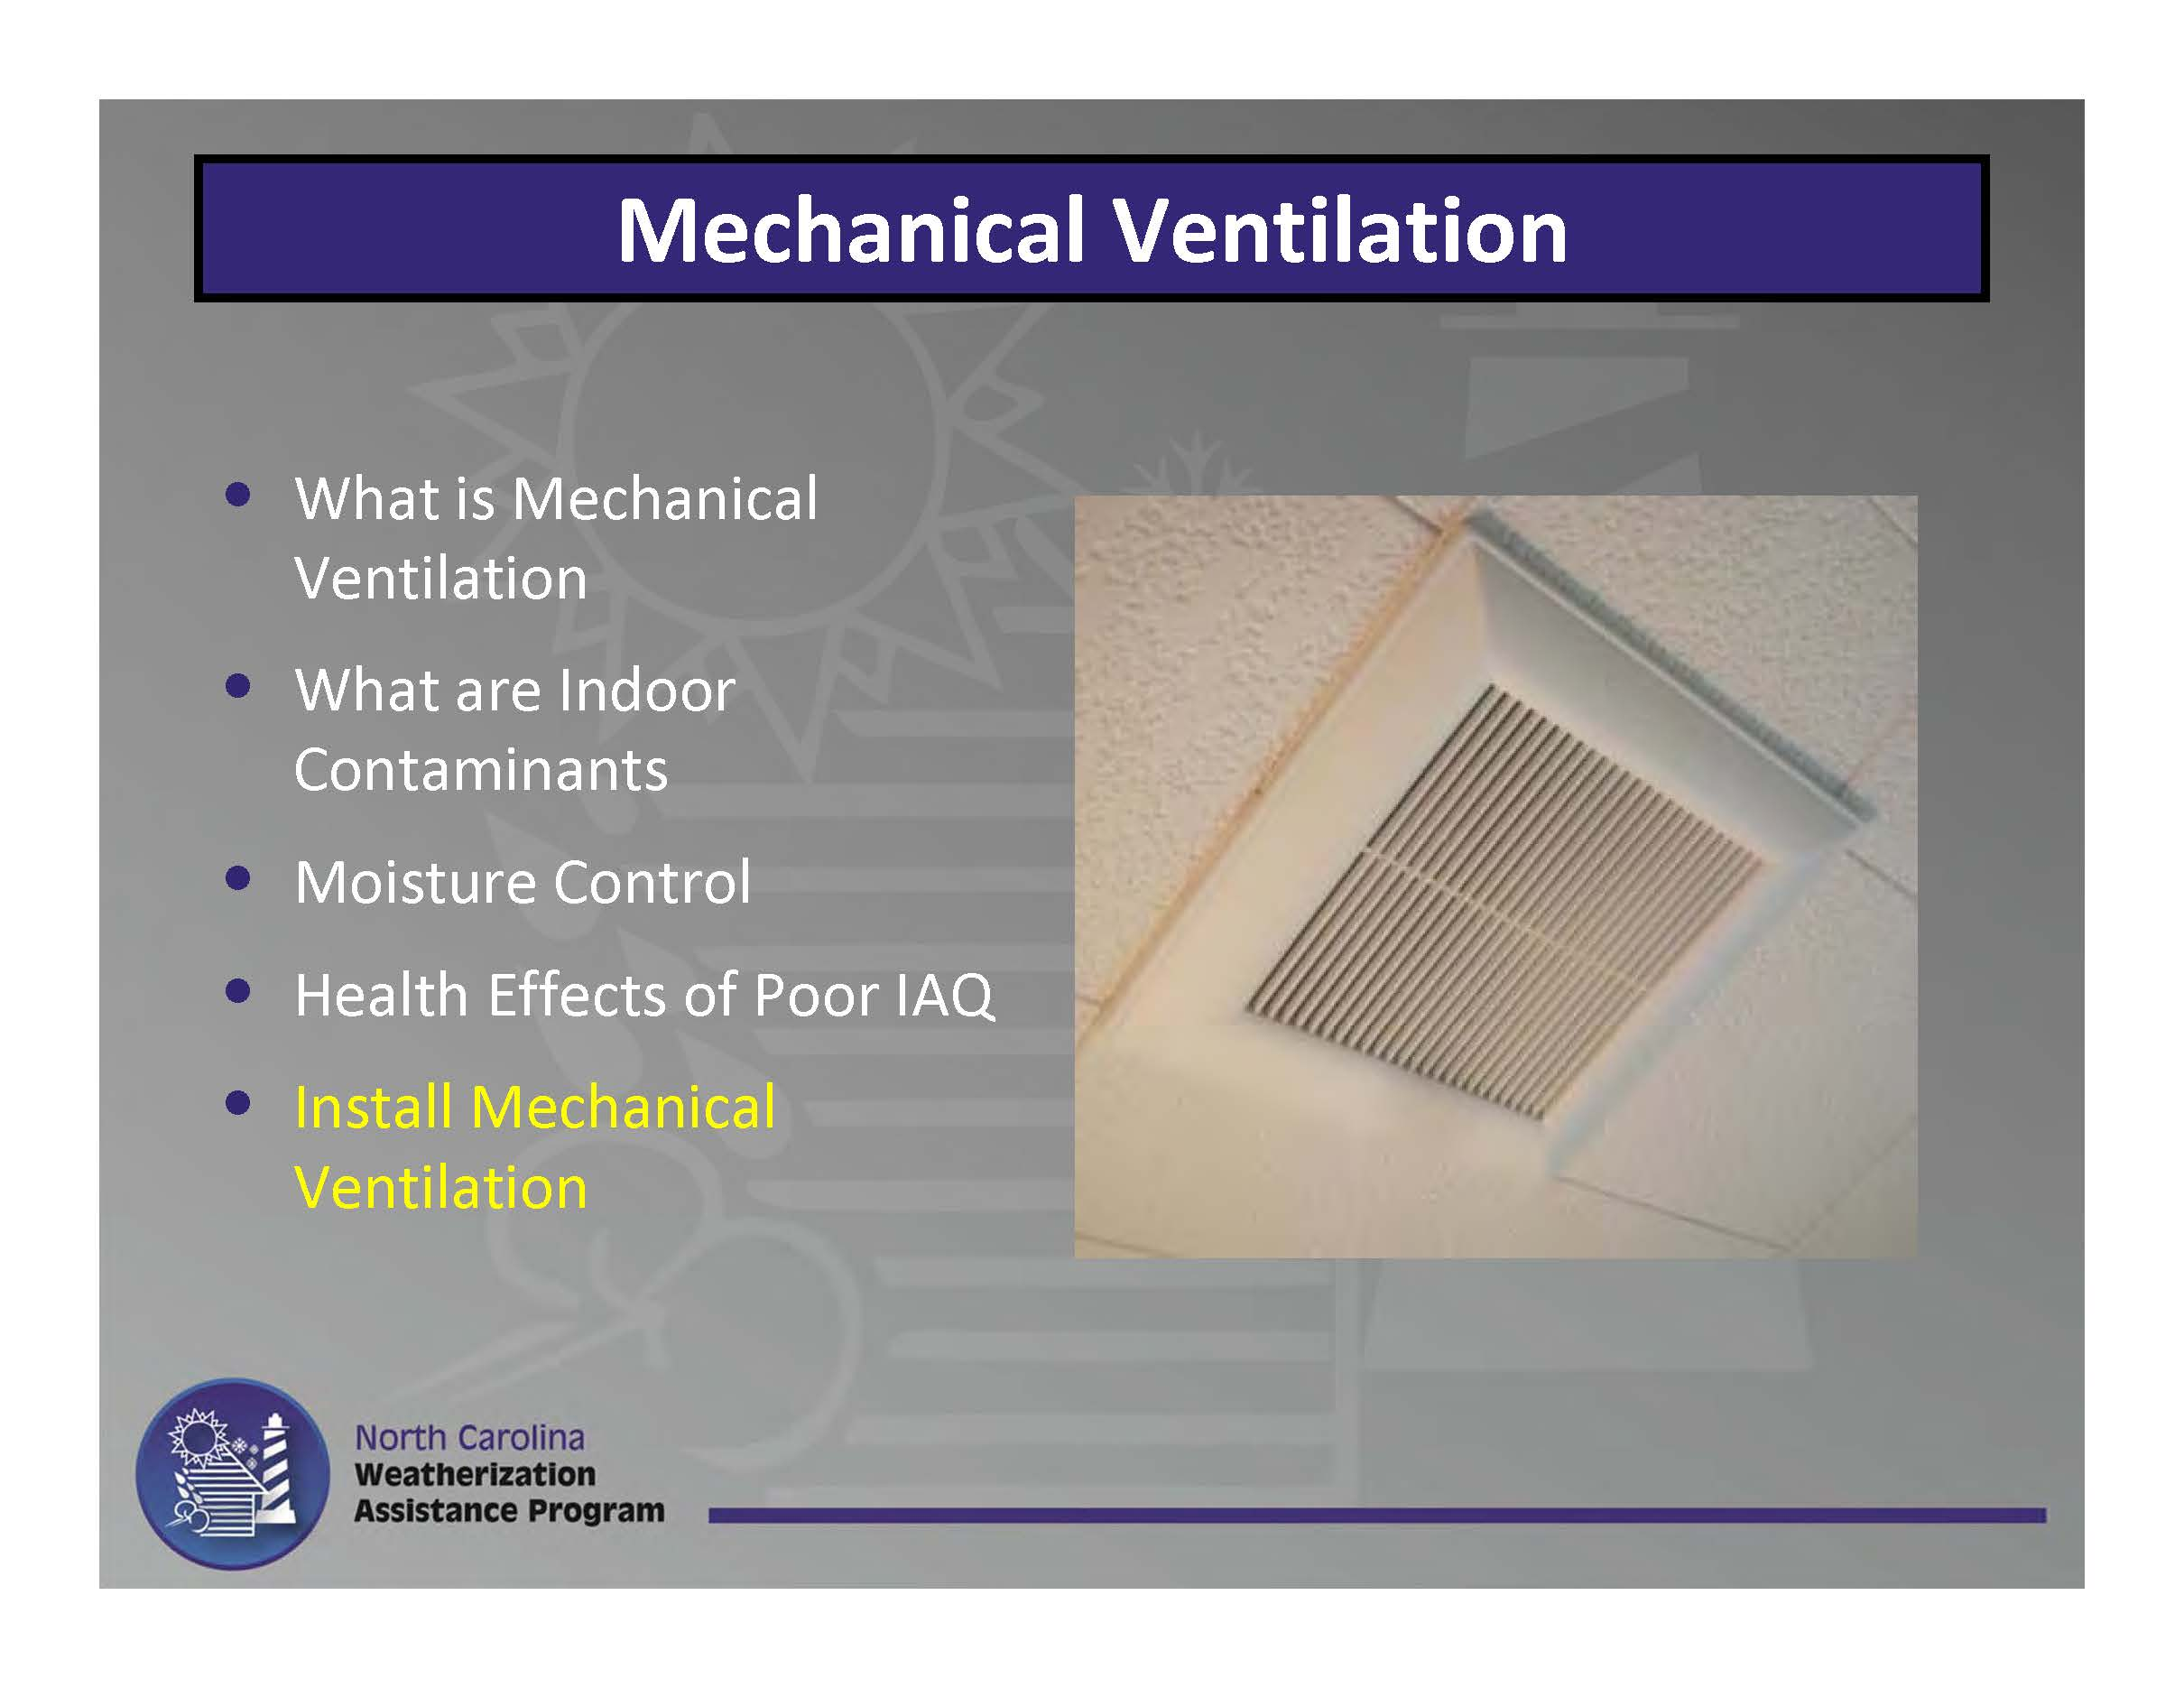 Mechanical Ventilation
• What is Mechanical
Ventilation
• What are Indoor
Contaminants
• Moisture Control
• Health Effects of Poor IAQ
• Install Mechanical
Ventilation
North Carolina
Weatherization
Assistance Program